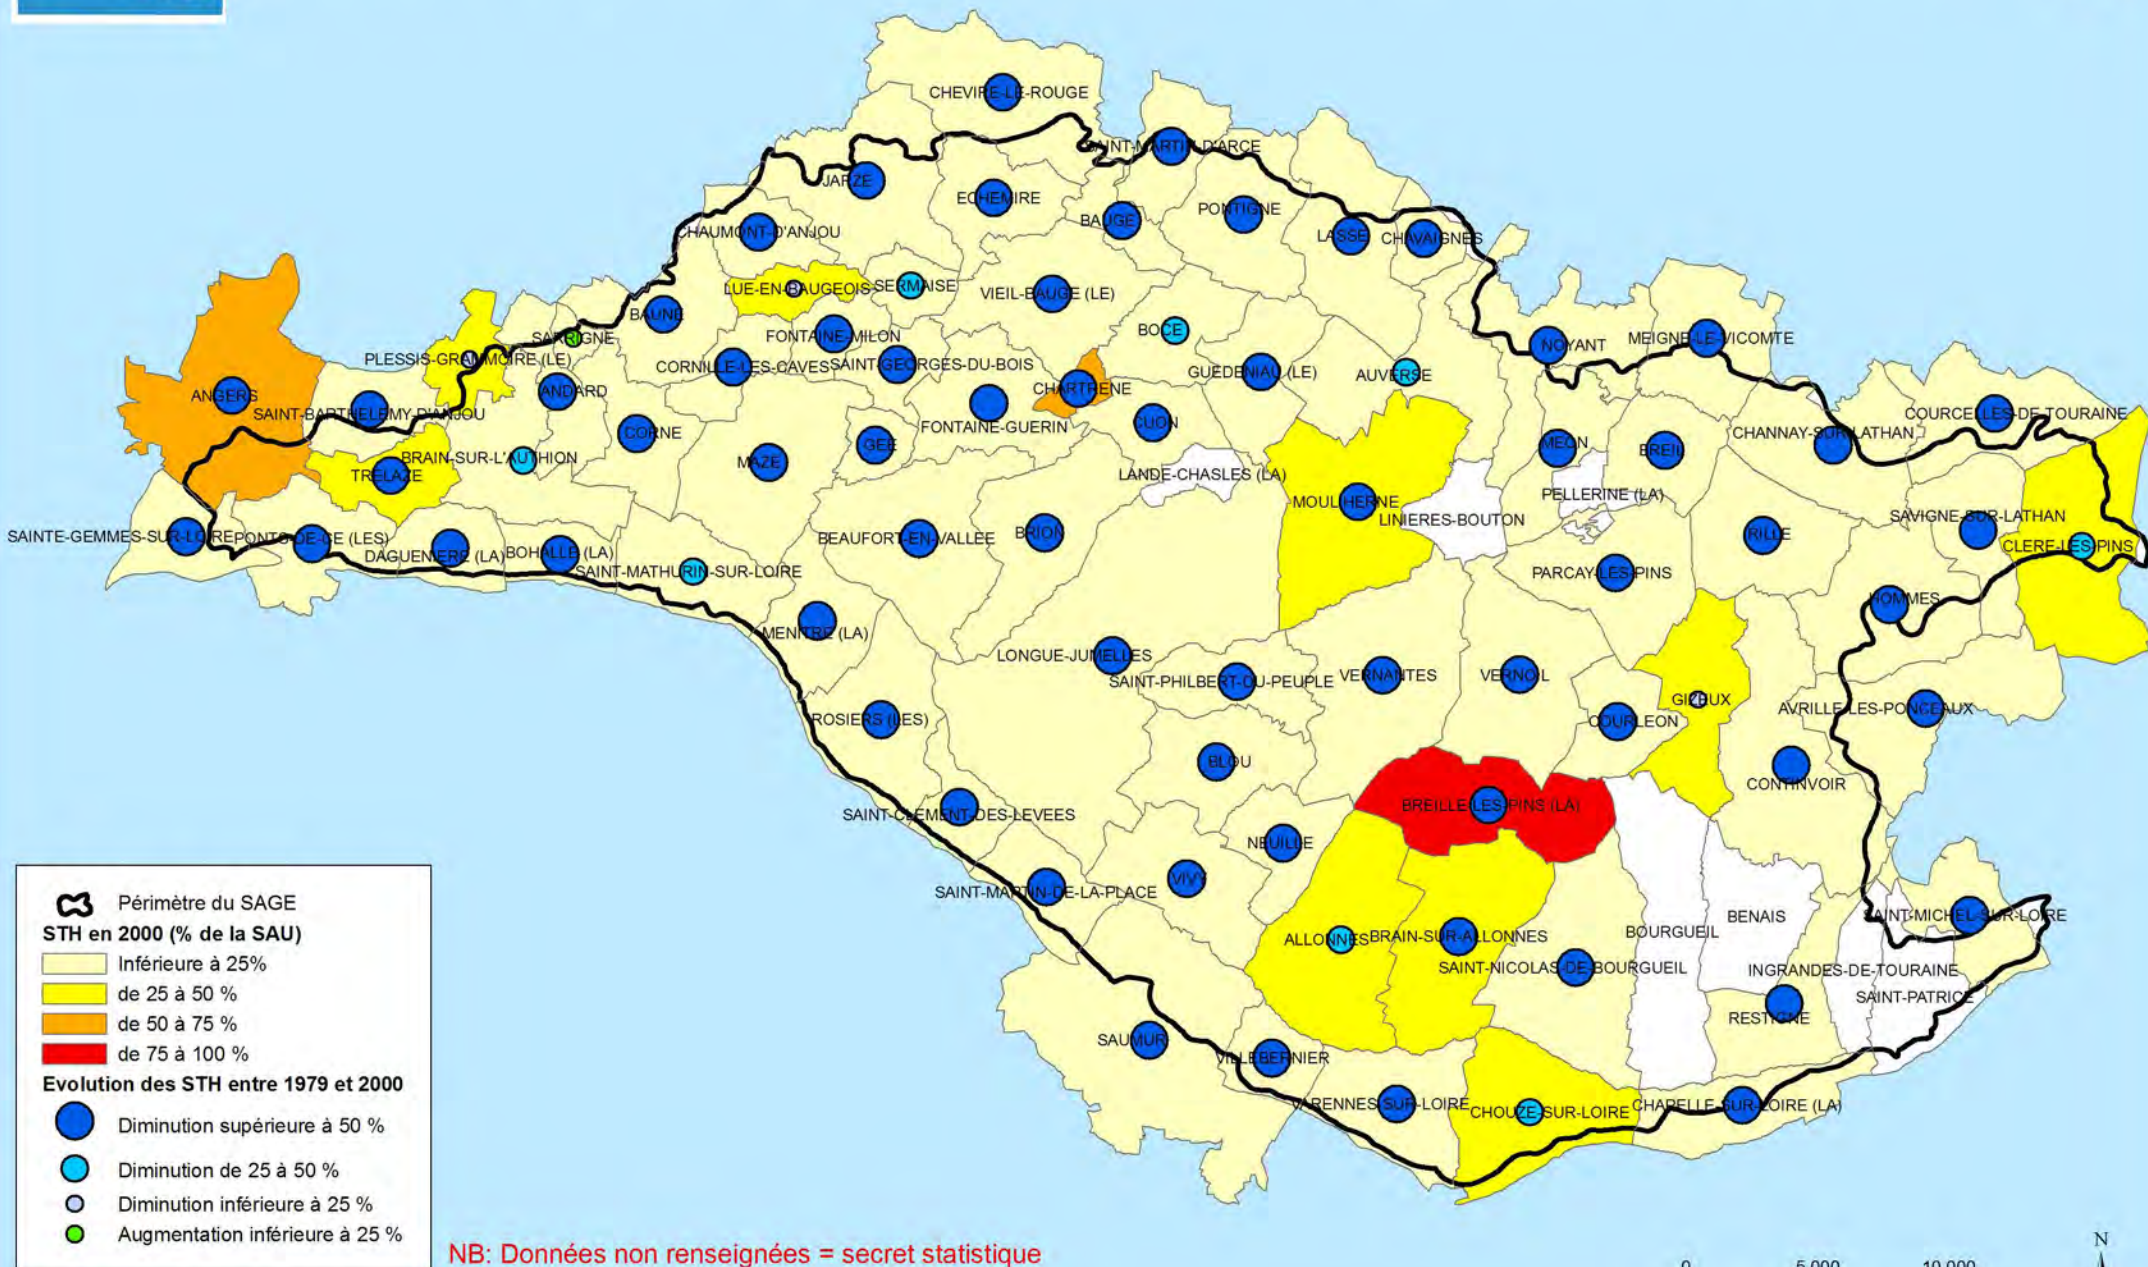 CHEVIRE-LE-ROUGE
SAINT-MARTIN-D'ARCE
JARZE
ECHEMIRE
BAUGE
PONTIGNE
LASSE
CHAVAIGNES
CHAUMONT-D'ANJOU
LUE-EN-BAUGEOIS
SERMAISE
VIEIL-BAUGE (LE)
BAUNE
SARRIGNE
FONTAINE-MILON
BOCE
NOYANT
MEIGNE-LE-VICOMTE
PLESSIS-GRAMMOIRE (LE)
CORNILLE-LES-CAVES
SAINT-GEORGES-DU-BOIS
GUEDENIAU (LE)
AUVERSE
ANGERS
ANDARD
CHARTRENE
SAINT-BARTHELEMY-D'ANJOU
COURCELLES-DE-TOURAINE
CORNE
FONTAINE-GUERIN
CUON
CHANNAY-SUR-LATHAN
GEE
MEON
BREIL
BRAIN-SUR-L'AUTHION
MAZE
TRELAZE
LANDE-CHASLES (LA)
PELLERINE (LA)
MOULIHERNE
LINIERES-BOUTON
SAVIGNE-SUR-LATHAN
SAINTE-GEMMES-SUR-LOIRE
PONTS-DE-CE (LES)
BEAUFORT-EN-VALLEE
BRION
RILLE
CLERE-LES-PINS
DAGUENIERE (LA)
BOHALLE (LA)
SAINT-MATHURIN-SUR-LOIRE
PARCAY-LES-PINS
HOMMES
MENITRE (LA)
LONGUE-JUMELLES
SAINT-PHILBERT-DU-PEUPLE
VERNANTES
VERNOIL
GIZEUX
AVRILLE-LES-PONCEAUX
ROSIERS (LES)
COURLEON
BLOU
CONTINVOIR
BREILLE-LES-PINS (LA)
SAINT-CLEMENT-DES-LEVEES
NEUILLE
VIVY
SAINT-MARTIN-DE-LA-PLACE
BENAIS
SAINT-MICHEL-SUR-LOIRE
BOURGUEIL
ALLONNES
BRAIN-SUR-ALLONNES
SAINT-NICOLAS-DE-BOURGUEIL
INGRANDES-DE-TOURAINE
SAINT-PATRICE
RESTIGNE
SAUMUR
VILLEBERNIER
VARENNES-SUR-LOIRE
CHOUZE-SUR-LOIRE
CHAPELLE-SUR-LOIRE (LA)
Périmètre du SAGE
STH en 2000 (% de la SAU)
Inférieure à 25%
de 25 à 50 %
de 50 à 75 %
de 75 à 100 %
Evolution des STH entre 1979 et 2000
Diminution supérieure à 50 %
Diminution de 25 à 50 %
Diminution inférieure à 25 %
Augmentation inférieure à 25 %
NB: Données non renseignées = secret statistique
N
0 5 000 10 000